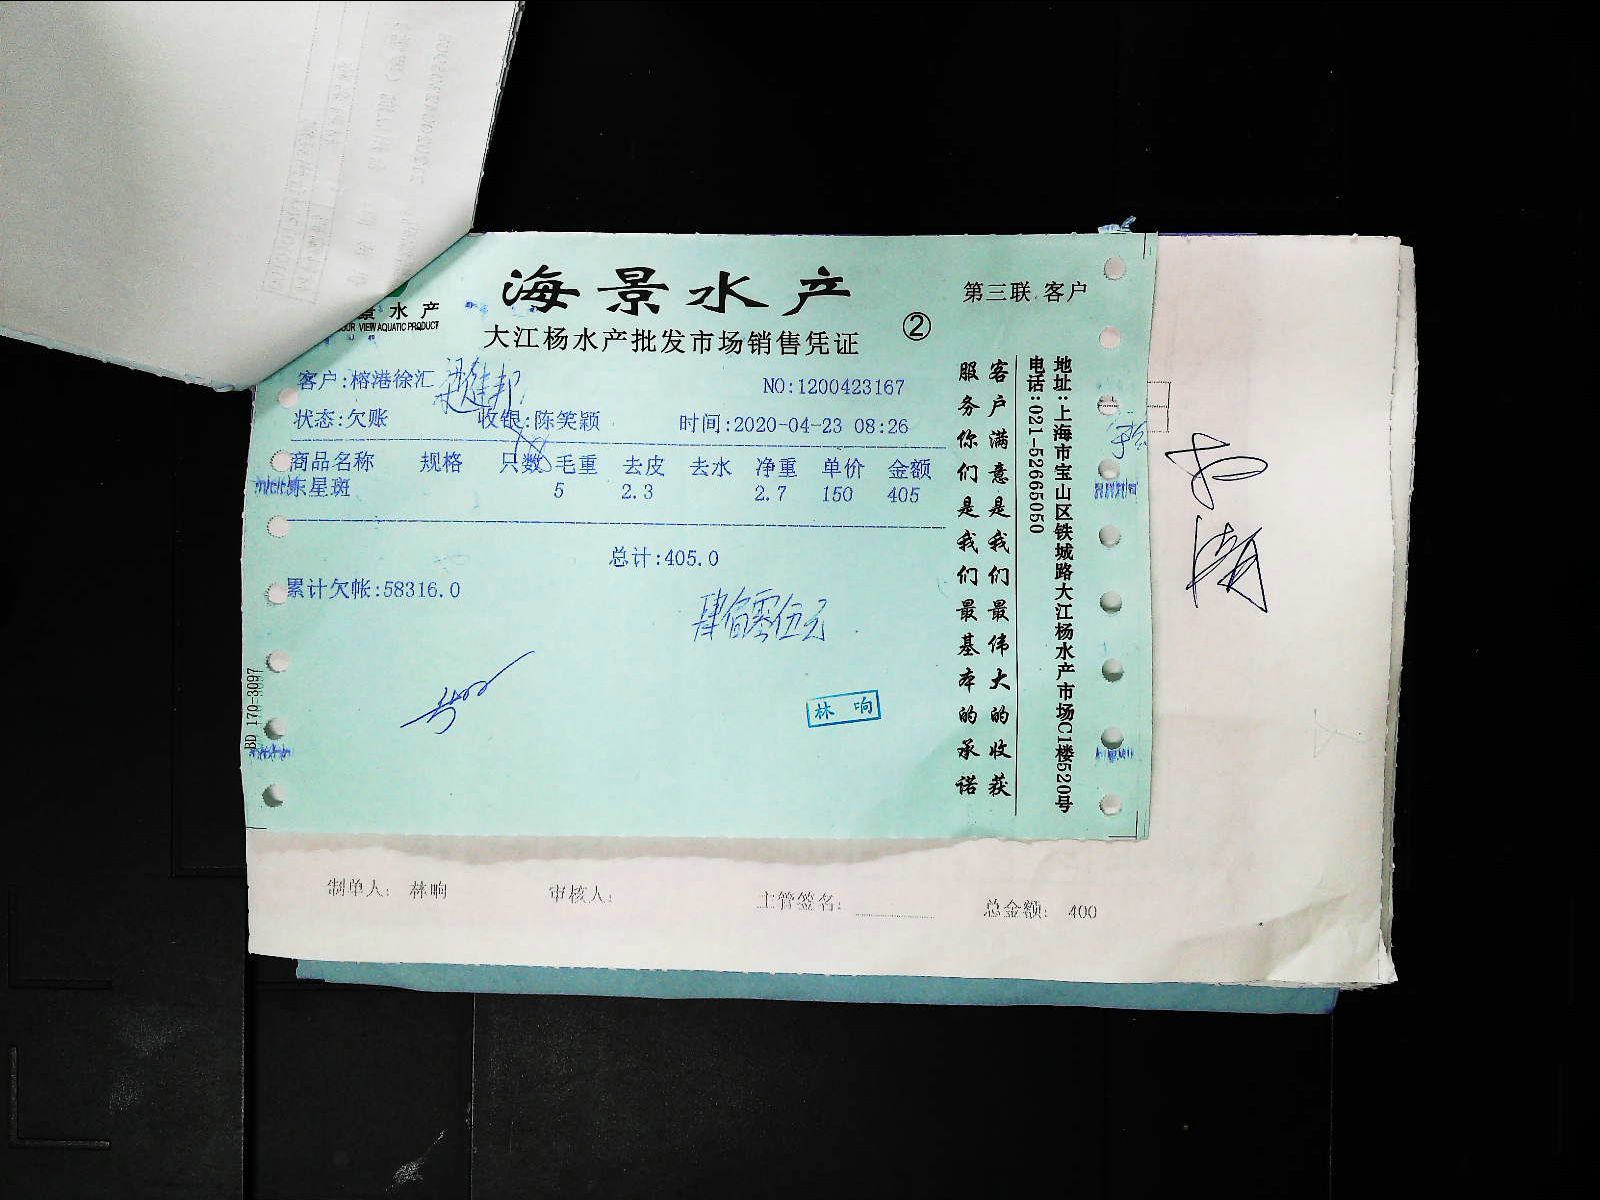 景水产
OUR VIEW AQUATIC PRODUCT
海景水产
大江杨水产批发市场销售凭证
②
第三联 客户
客户:榕港徐汇
NO:1200423167
状态:欠账 收银:陈笑颖 时间:2020-04-23 08:26
商品名称 规格 只数 毛重 去皮 去水 净重 单价 金额
东星斑 5 2.3 2.7 150 405
总计:405.0
累计欠帐:58316.0
肆佰零伍元
林响
客户满意是我们最伟大的收获
服务你们是我们最基本的承诺
地址:上海市宝山区铁城路大江杨水产市场C1楼520号
电话:021-52665050
BD 170-3097
制单人: 林响 审核人: 主管签名: 总金额: 400